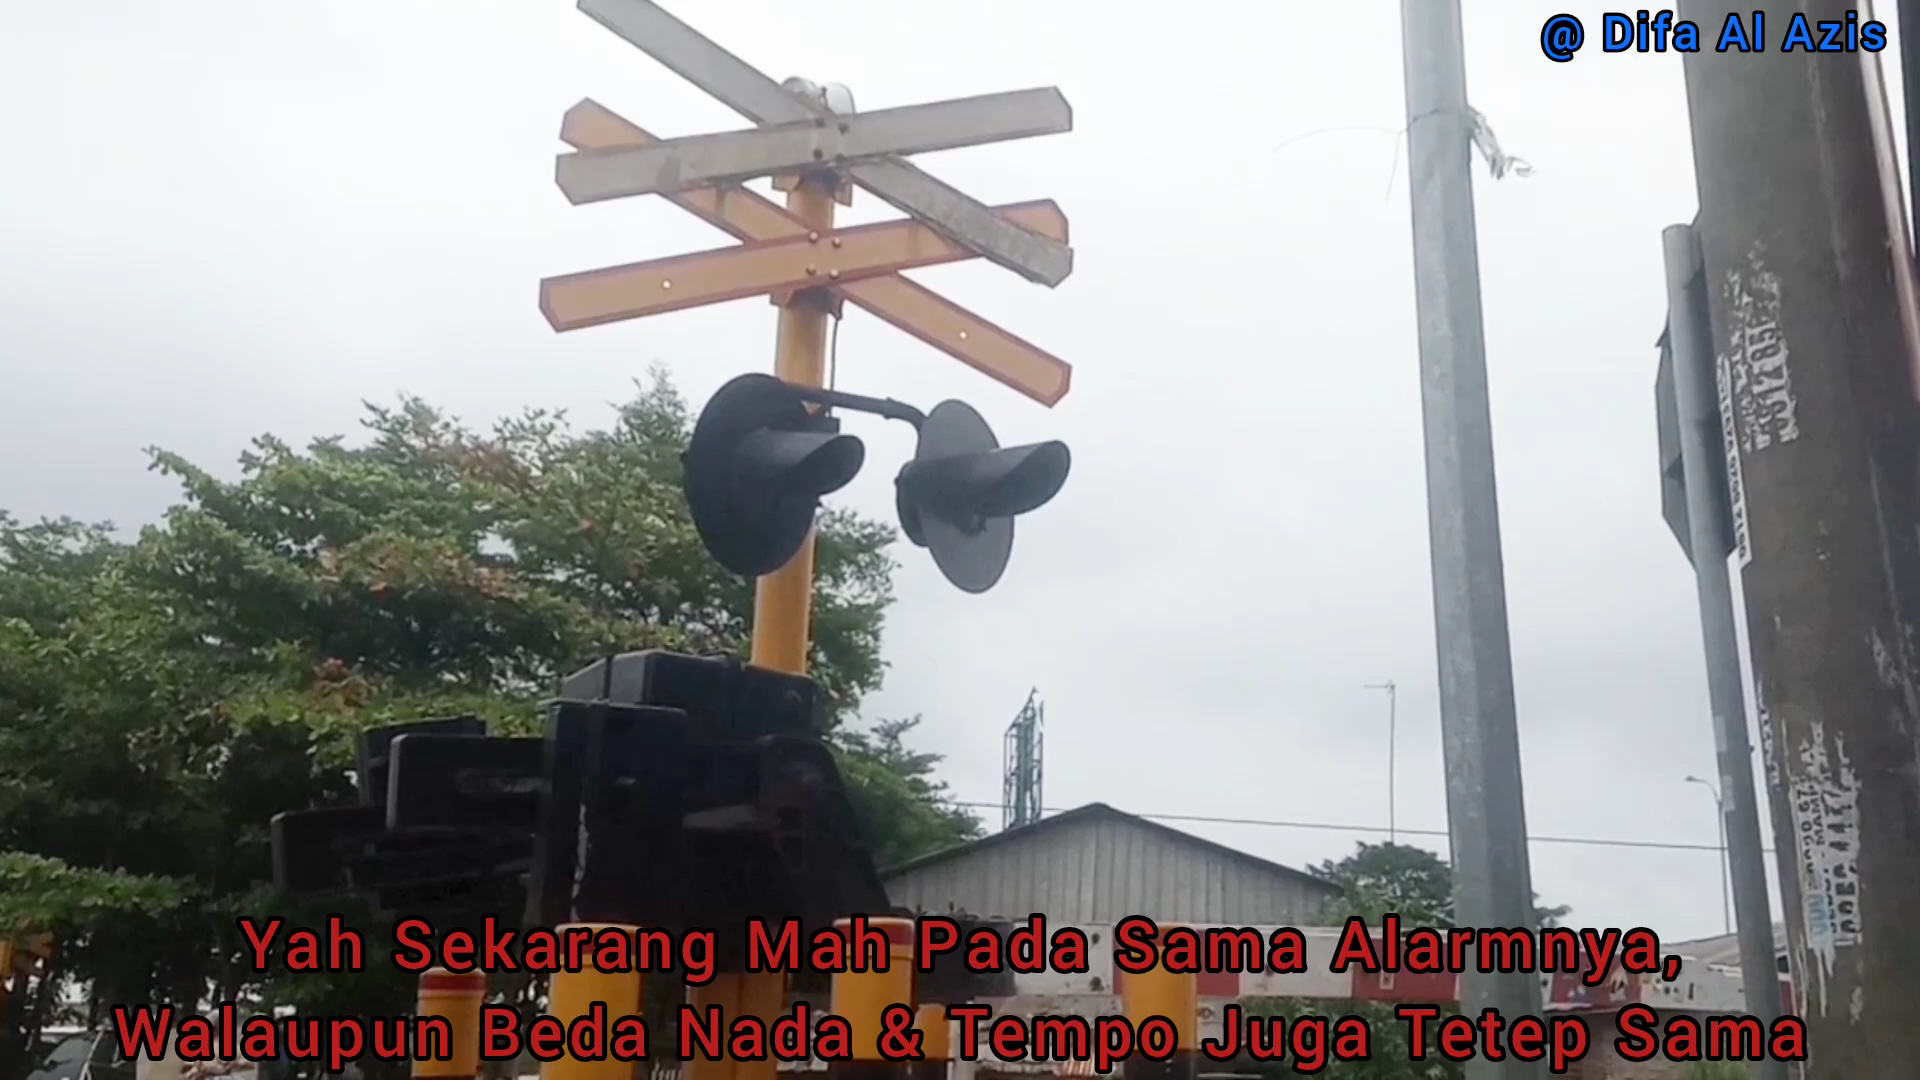 @ Difa Al Azis
Yah Sekarang Mah Pada Sama Alarmnya,
Walaupun Beda Nada & Tempo Juga Tetep Sama